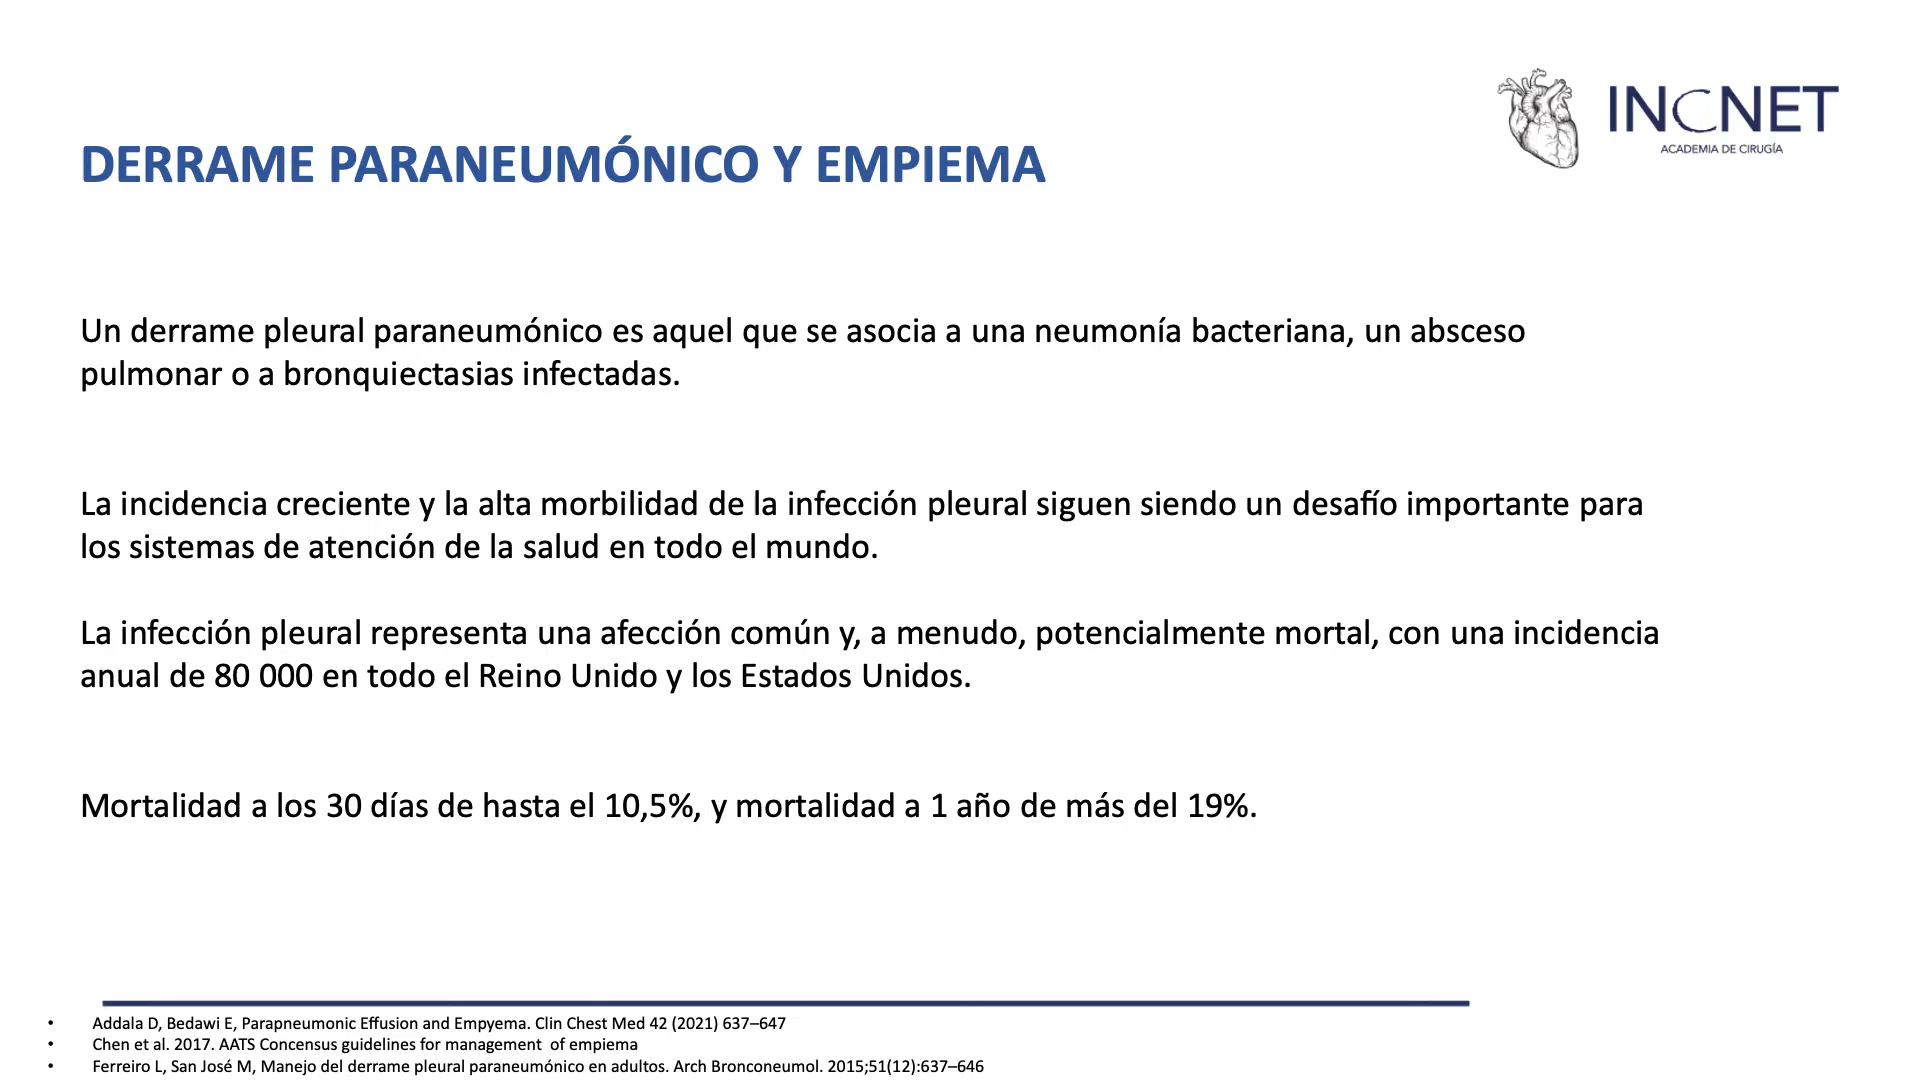 INCNET
ACADEMIA DE CIRUGÍA
DERRAME PARANEUMÓNICO Y EMPIEMA
Un derrame pleural paraneumónico es aquel que se asocia a una neumonía bacteriana, un absceso
pulmonar o a bronquiectasias infectadas.
La incidencia creciente y la alta morbilidad de la infección pleural siguen siendo un desafío importante para
los sistemas de atención de la salud en todo el mundo.
La infección pleural representa una afección común y, a menudo, potencialmente mortal, con una incidencia
anual de 80 000 en todo el Reino Unido y los Estados Unidos.
Mortalidad a los 30 días de hasta el 10,5%, y mortalidad a 1 año de más del 19%.
• Addala D, Bedawi E, Parapneumonic Effusion and Empyema. Clin Chest Med 42 (2021) 637–647
• Chen et al. 2017. AATS Concensus guidelines for management of empiema
• Ferreiro L, San José M, Manejo del derrame pleural paraneumónico en adultos. Arch Bronconeumol. 2015;51(12):637–646